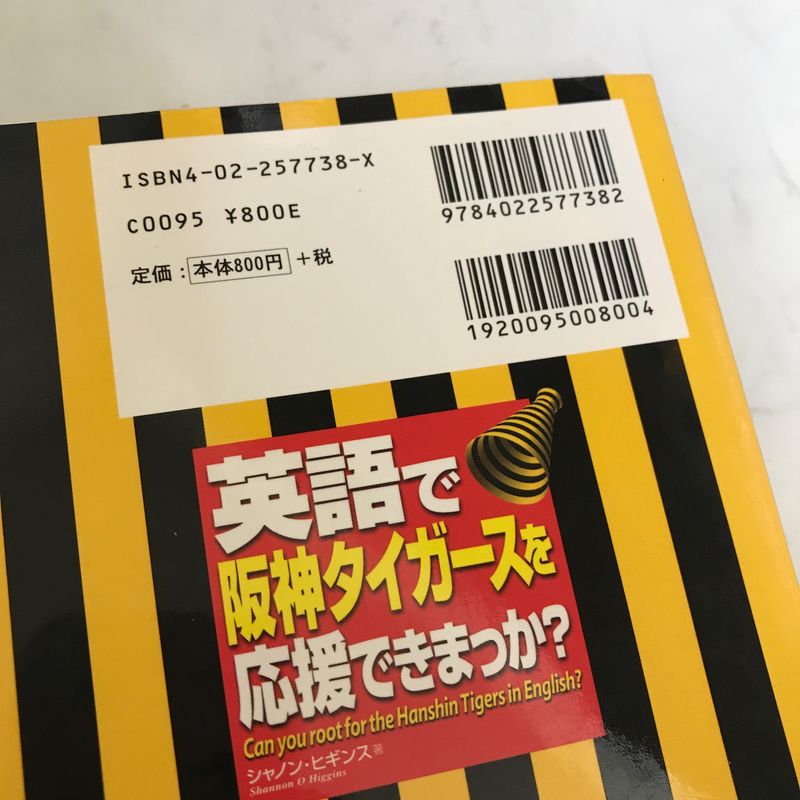 ISBN4-02-257738-X
C0095 ¥800E
定価：本体800円+税
9784022577382
1920095008004
英語で
阪神タイガースを
応援できまっか?
Can you root for the Hanshin Tigers in English?
シャノン・ヒギンス著
Shannon O Higgins